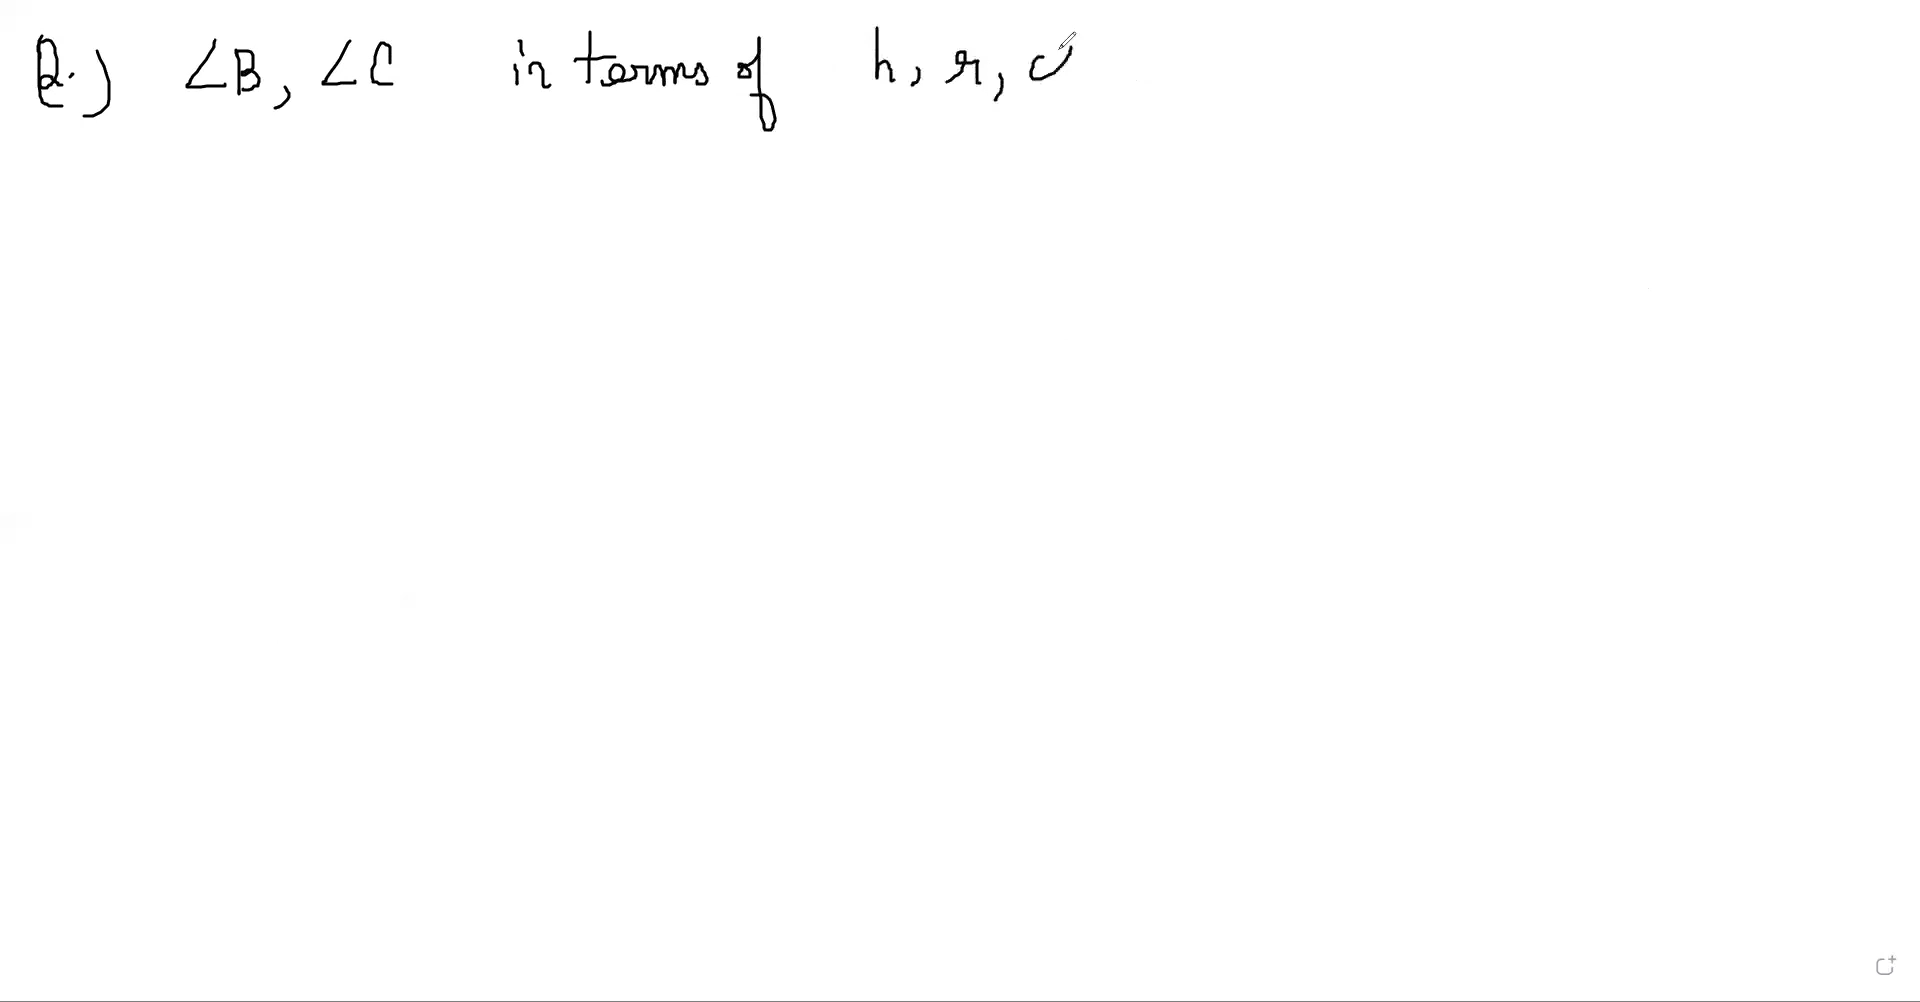 Q.) ∠B, ∠C in terms of h, r,